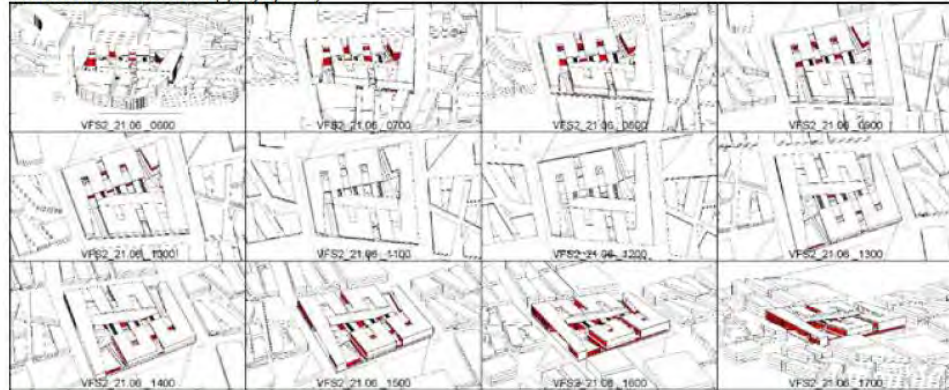 VFS2_21.06_0600
VFS2_21.06_0700
VFS2_21.06_0800
VFS2_21.06_0900
VFS2_21.06_1000
VFS2_21.06_1100
VFS2_21.06_1200
VFS2_21.06_1300
VFS2_21.06_1400
VFS2_21.06_1500
VFS2_21.06_1600
VFS2_21.06_1700